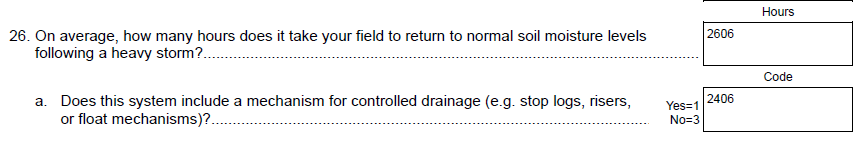 Hours
26. On average, how many hours does it take your field to return to normal soil moisture levels 2606
following a heavy storm?
Code
a. Does this system include a mechanism for controlled drainage (e.g. stop logs, risers, Yes=1 2406
or float mechanisms)? No=3